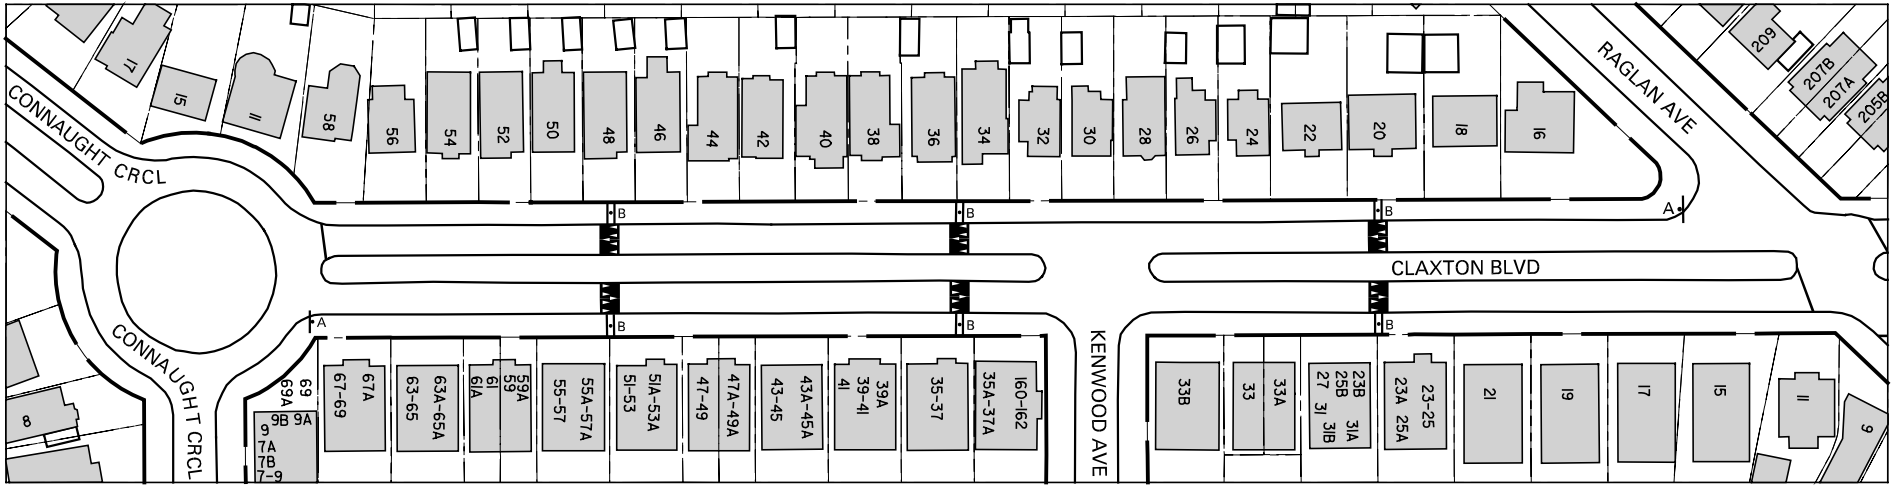 17
15
11
58
56
54
52
50
48
46
44
42
40
38
36
34
32
30
28
26
24
22
20
18
16
RAGLAN AVE
209
207B
207A
205B
CONNAUGHT CRCL
B
B
B
A
CLAXTON BLVD
A
B
B
B
CONNAUGHT CRCL
KENWOOD AVE
8
69
69A
9B 9A
9
7A
7B
7-9
67-69
67A
63-65
63A-65A
61A
61
59
59A
55-57
55A-57A
51-53
51A-53A
47-49
47A-49A
43-45
43A-45A
41
39-41
39A
35-37
35A-37A
160-162
33B
33
33A
27
25B
23B
31
31B
31A
23A
25A
23-25
21
19
17
15
11
9